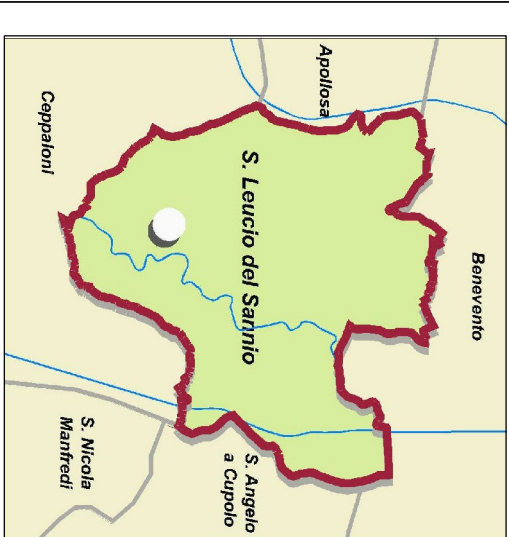 Apollosa
Benevento
Ceppaloni
S. Leucio del Sannio
S. Nicola
Manfredi
S. Angelo
a Cupolo